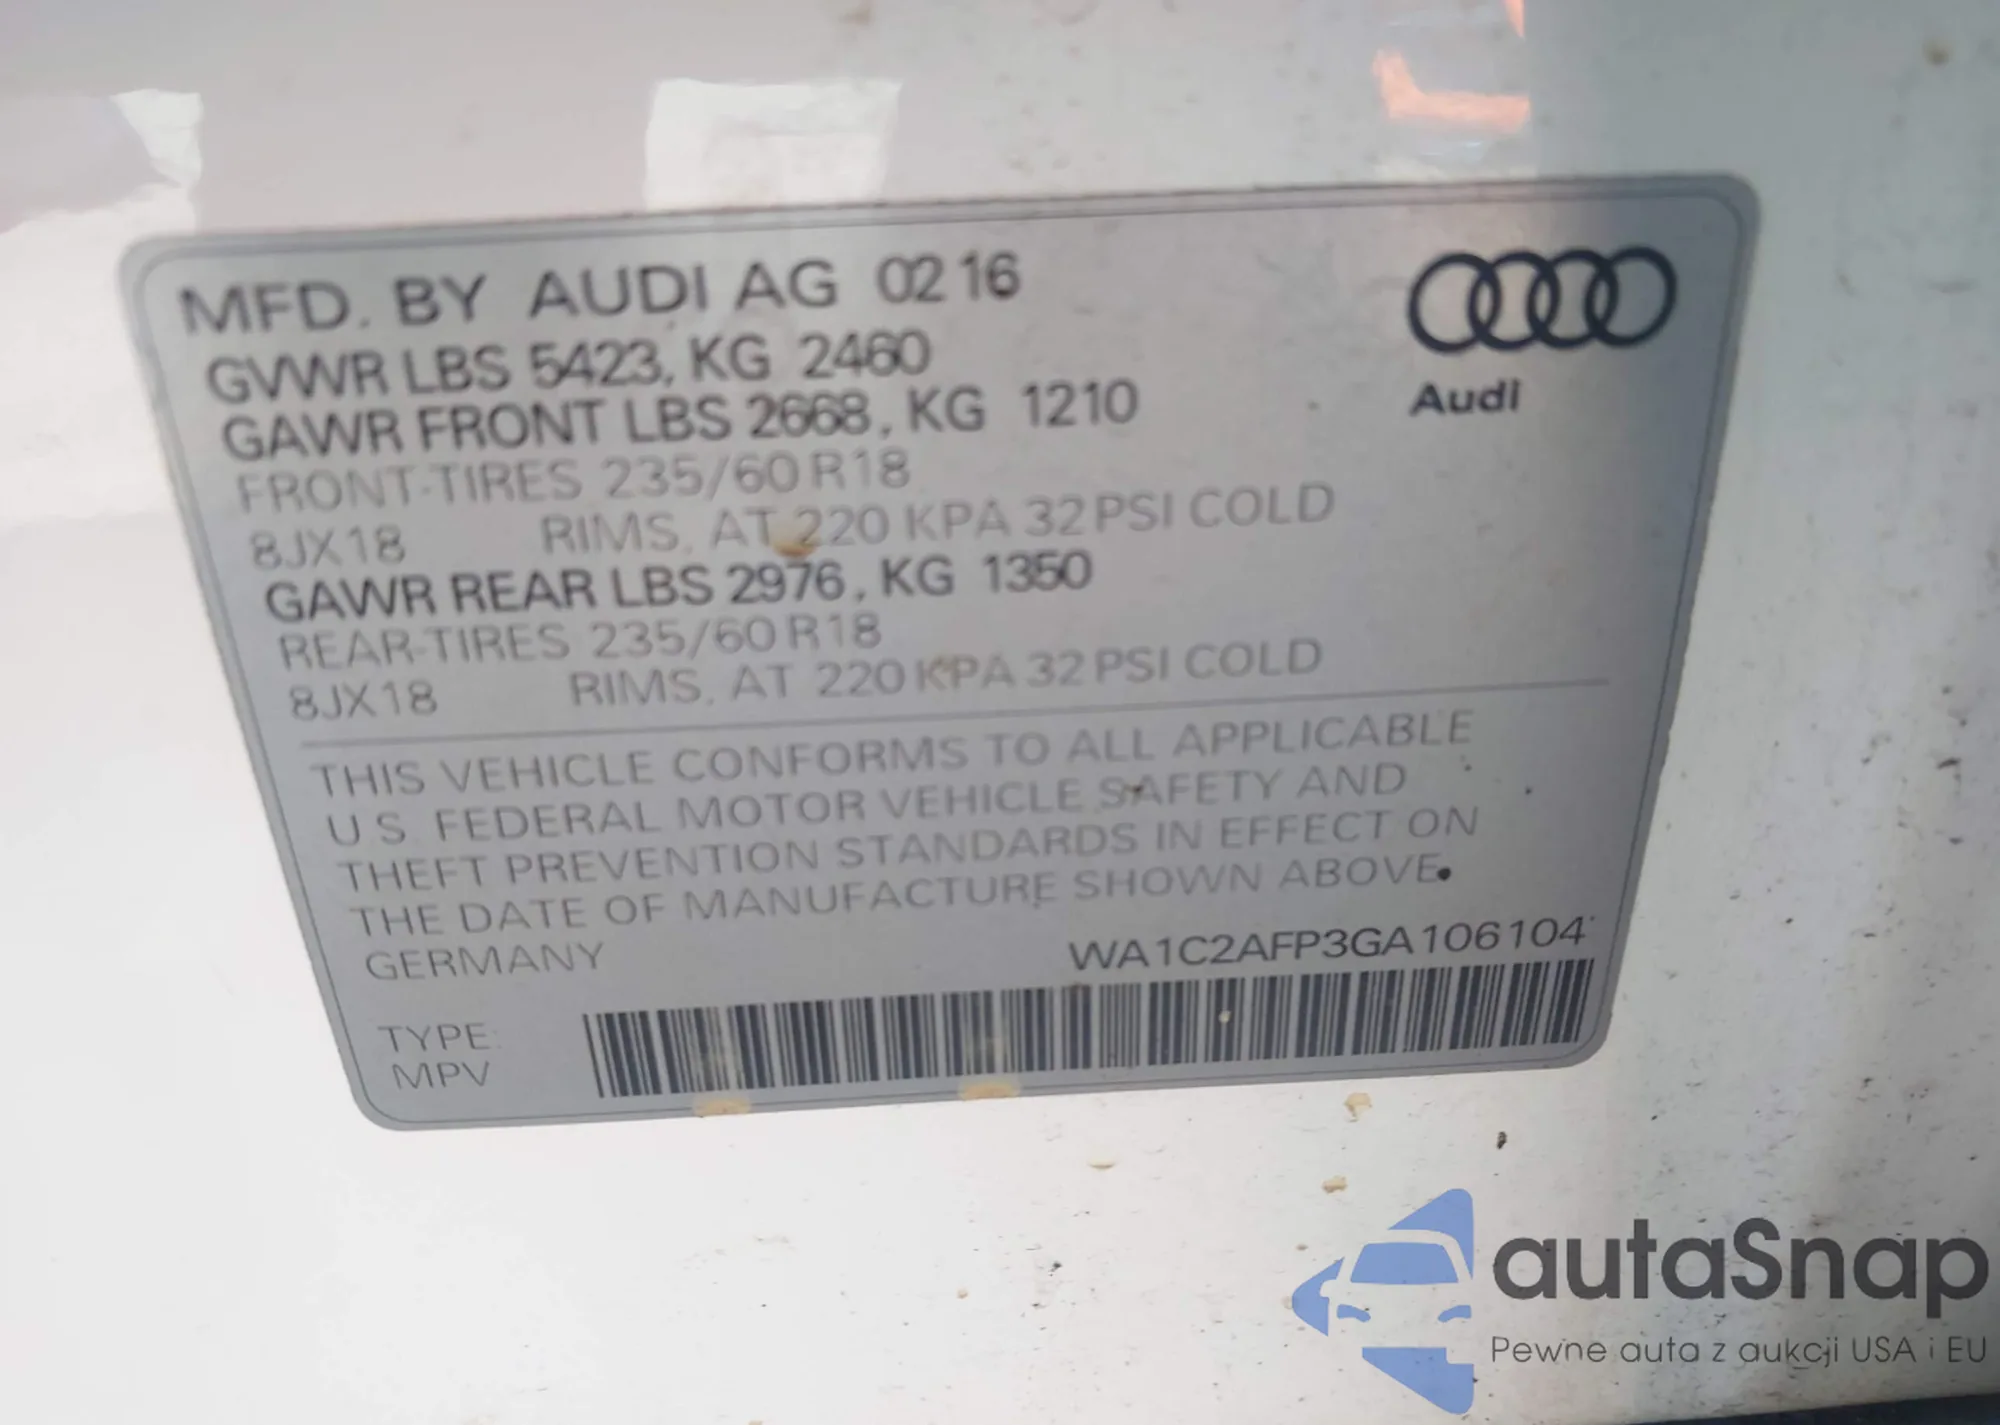 MFD. BY AUDI AG 02 16
GVWR LBS 5423, KG 2460
GAWR FRONT LBS 2668, KG 1210
FRONT-TIRES 235/60 R18
8JX18 RIMS, AT 220 KPA 32 PSI COLD
GAWR REAR LBS 2976, KG 1350
REAR-TIRES 235/60 R18
8JX18 RIMS, AT 220 KPA 32 PSI COLD
Audi
THIS VEHICLE CONFORMS TO ALL APPLICABLE
U S FEDERAL MOTOR VEHICLE SAFETY AND
THEFT PREVENTION STANDARDS IN EFFECT ON
THE DATE OF MANUFACTURE SHOWN ABOVE.
GERMANY WA1C2AFP3GA106104
TYPE:
MPV
autaSnap
Pewne auta z aukcji USA i EU